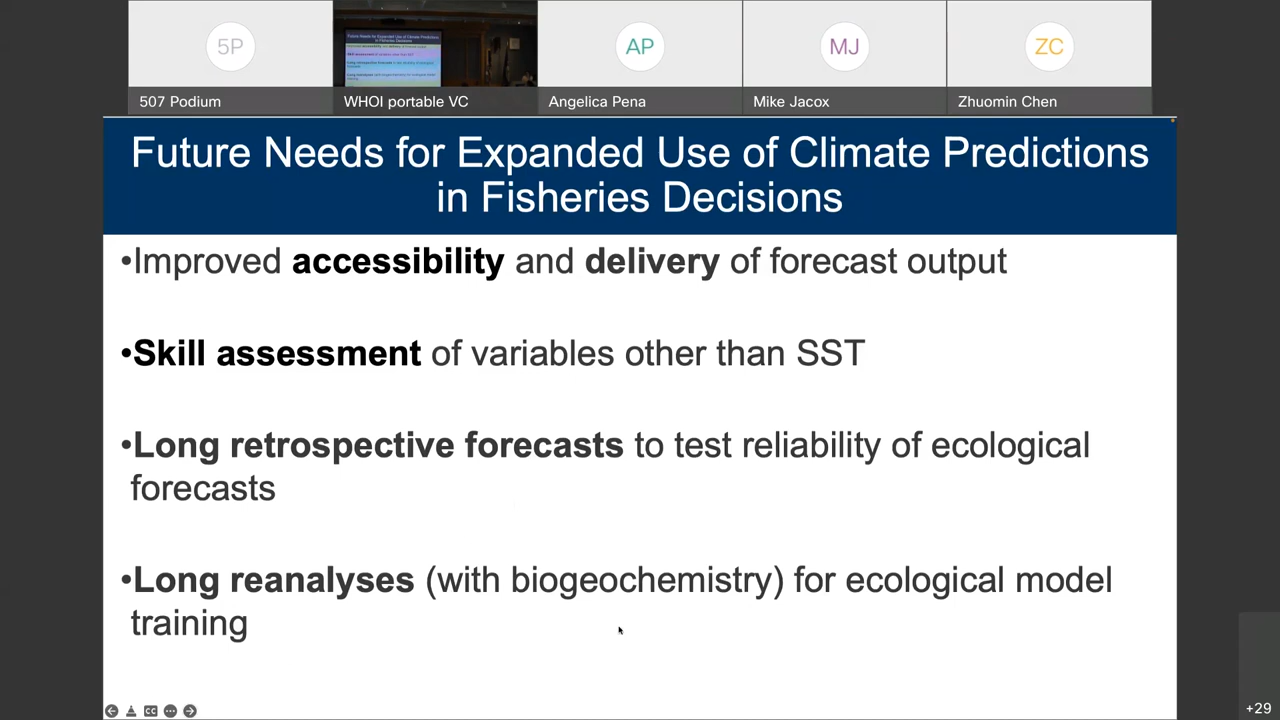 5P
AP
MJ
ZC
507 Podium
WHOI portable VC
Angelica Pena
Mike Jacox
Zhuomin Chen
Future Needs for Expanded Use of Climate Predictions
in Fisheries Decisions
•Improved accessibility and delivery of forecast output
•Skill assessment of variables other than SST
•Long retrospective forecasts to test reliability of ecological
forecasts
•Long reanalyses (with biogeochemistry) for ecological model
training
CC
+29